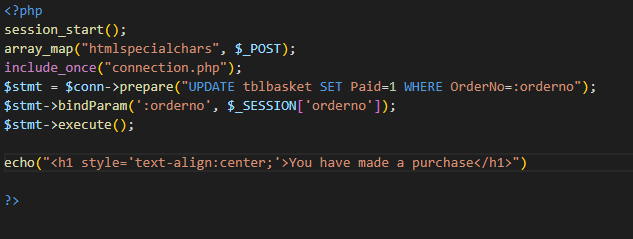 <?php
session_start();
array_map("htmlspecialchars", $_POST);
include_once("connection.php");
$stmt = $conn->prepare("UPDATE tblbasket SET Paid=1 WHERE OrderNo=:orderno");
$stmt->bindParam(':orderno', $_SESSION['orderno']);
$stmt->execute();
echo("<h1 style='text-align:center;'>You have made a purchase</h1>")
?>